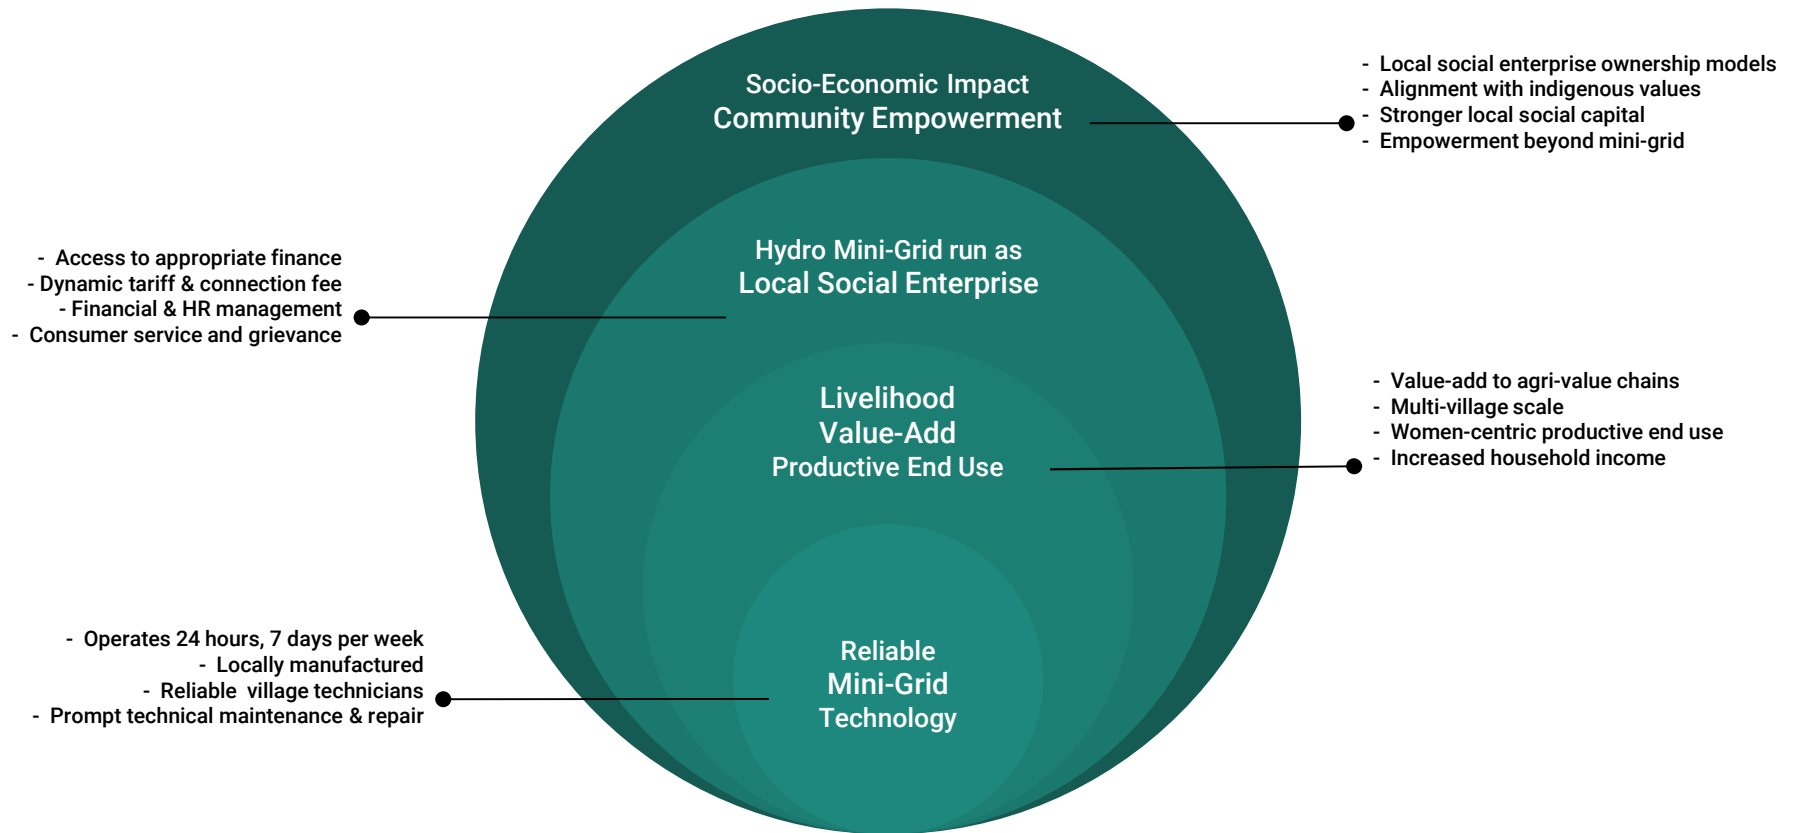 Socio-Economic Impact
Community Empowerment
- Local social enterprise ownership models
- Alignment with indigenous values
- Stronger local social capital
- Empowerment beyond mini-grid
Hydro Mini-Grid run as
Local Social Enterprise
- Access to appropriate finance
- Dynamic tariff & connection fee
- Financial & HR management
- Consumer service and grievance
Livelihood
Value-Add
Productive End Use
- Value-add to agri-value chains
- Multi-village scale
- Women-centric productive end use
- Increased household income
Reliable
Mini-Grid
Technology
- Operates 24 hours, 7 days per week
- Locally manufactured
- Reliable village technicians
- Prompt technical maintenance & repair